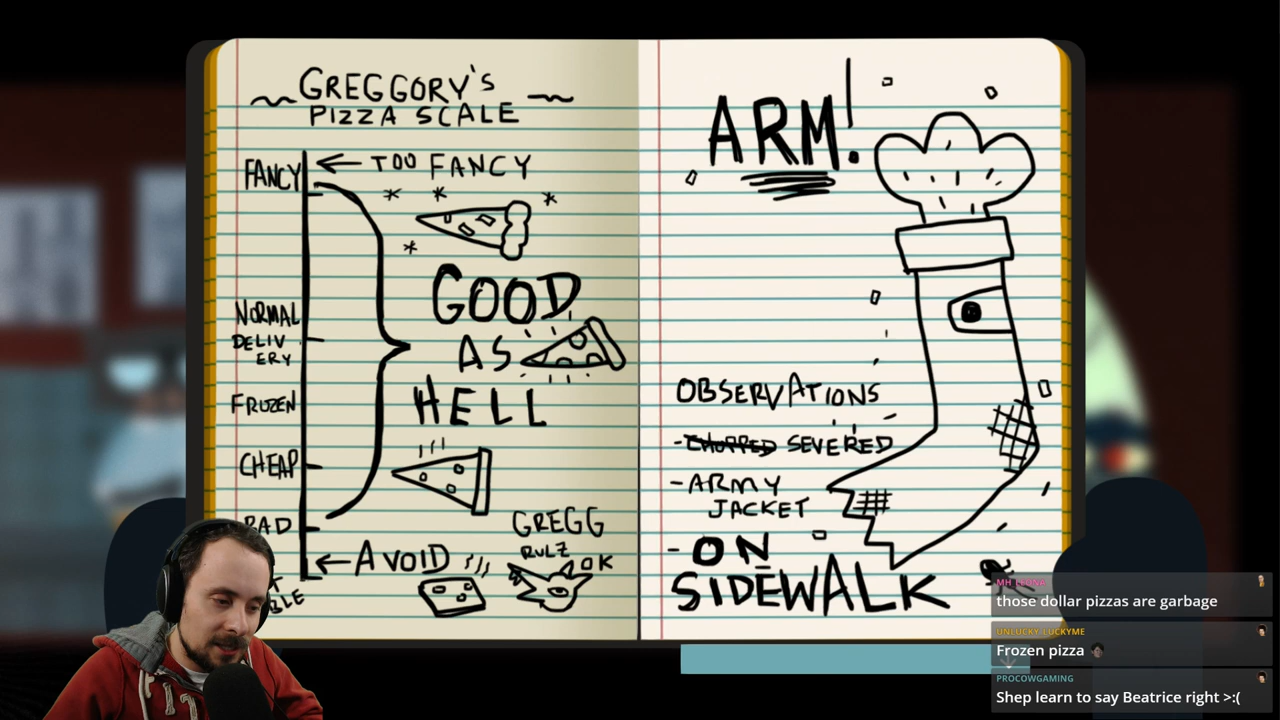 GREGGORY's
PIZZA SCALE
FANCY
← TOO FANCY
GOOD
AS
HELL
NORMAL
DELIV
ERY
FROZEN
CHEAP
BAD
← AVOID
GREGG
RULZ
OK
ARM!
OBSERVATIONS
- CHOPPED SEVERED
- ARMY
JACKET
- ON
SIDEWALK
those dollar pizzas are garbage
UNLUCKY_LUCKYME
Frozen pizza
PROCOWGAMING
Shep learn to say Beatrice right >:(